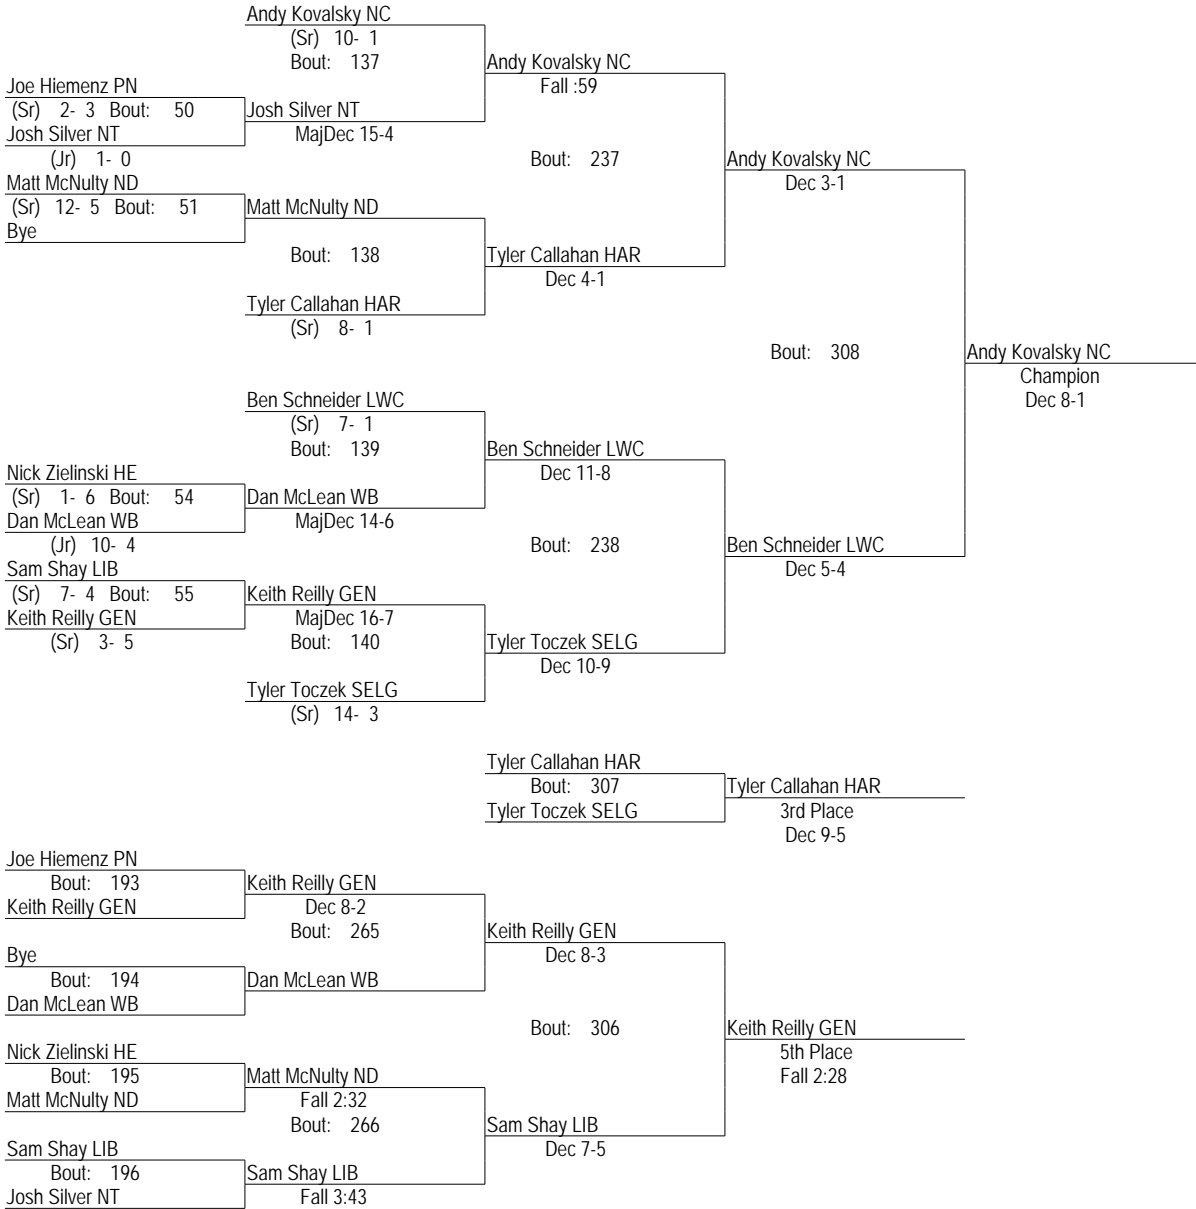 Andy Kovalsky NC
(Sr) 10- 1
Bout: 137
Andy Kovalsky NC
Fall :59
Joe Hiemenz PN
(Sr) 2- 3 Bout: 50
Josh Silver NT
Josh Silver NT
MajDec 15-4
(Jr) 1- 0
Bout: 237
Andy Kovalsky NC
Dec 3-1
Matt McNulty ND
(Sr) 12- 5 Bout: 51
Matt McNulty ND
Bye
Bout: 138
Tyler Callahan HAR
Dec 4-1
Tyler Callahan HAR
(Sr) 8- 1
Bout: 308
Andy Kovalsky NC
Champion
Dec 8-1
Ben Schneider LWC
(Sr) 7- 1
Bout: 139
Ben Schneider LWC
Dec 11-8
Nick Zielinski HE
(Sr) 1- 6 Bout: 54
Dan McLean WB
Dan McLean WB
MajDec 14-6
(Jr) 10- 4
Bout: 238
Ben Schneider LWC
Dec 5-4
Sam Shay LIB
(Sr) 7- 4 Bout: 55
Keith Reilly GEN
Keith Reilly GEN
MajDec 16-7
(Sr) 3- 5
Bout: 140
Tyler Toczek SELG
Dec 10-9
Tyler Toczek SELG
(Sr) 14- 3
Tyler Callahan HAR
Bout: 307
Tyler Callahan HAR
Tyler Toczek SELG
3rd Place
Dec 9-5
Joe Hiemenz PN
Bout: 193
Keith Reilly GEN
Keith Reilly GEN
Dec 8-2
Bout: 265
Keith Reilly GEN
Dec 8-3
Bye
Bout: 194
Dan McLean WB
Dan McLean WB
Bout: 306
Keith Reilly GEN
5th Place
Fall 2:28
Nick Zielinski HE
Bout: 195
Matt McNulty ND
Matt McNulty ND
Fall 2:32
Bout: 266
Sam Shay LIB
Dec 7-5
Sam Shay LIB
Bout: 196
Sam Shay LIB
Josh Silver NT
Fall 3:43